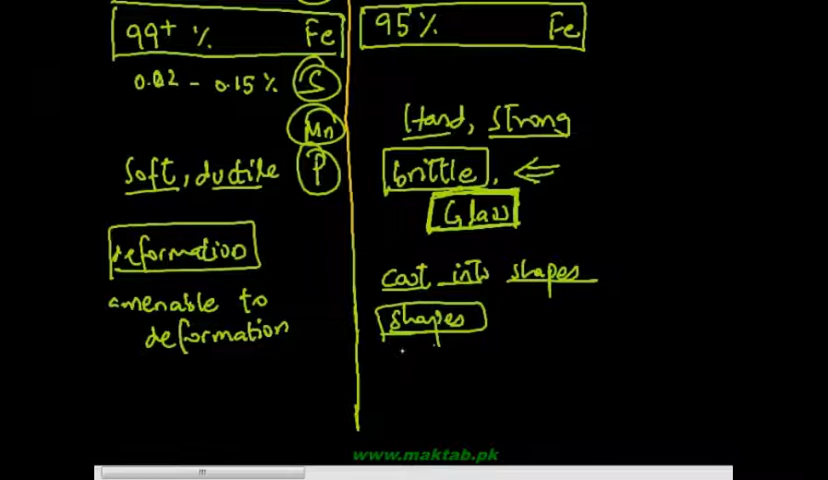 99+ % Fe
0.02 - 0.15 % S
Mn
Soft, ductile P
deformation
amenable to
deformation
95 % Fe
Hard, strong
brittle.
Glass
cast into shapes
shapes
www.maktab.pk